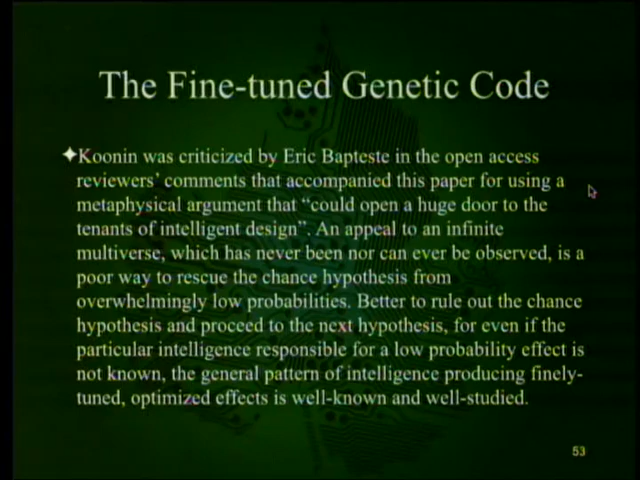 The Fine-tuned Genetic Code
✦Koonin was criticized by Eric Bapteste in the open access
reviewers' comments that accompanied this paper for using a
metaphysical argument that “could open a huge door to the
tenants of intelligent design”. An appeal to an infinite
multiverse, which has never been nor can ever be observed, is a
poor way to rescue the chance hypothesis from
overwhelmingly low probabilities. Better to rule out the chance
hypothesis and proceed to the next hypothesis, for even if the
particular intelligence responsible for a low probability effect is
not known, the general pattern of intelligence producing finely-
tuned, optimized effects is well-known and well-studied.
53